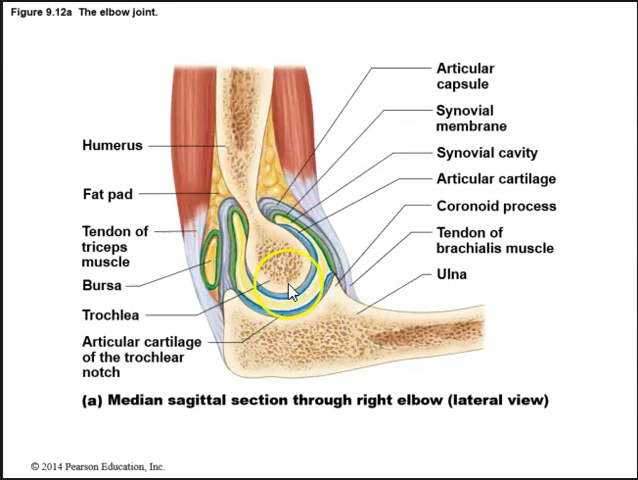 Figure 9.12a  The elbow joint.
Articular
capsule
Synovial
membrane
Humerus
Synovial cavity
Articular cartilage
Fat pad
Coronoid process
Tendon of
triceps
muscle
Tendon of
brachialis muscle
Ulna
Bursa
Trochlea
Articular cartilage
of the trochlear
notch
(a) Median sagittal section through right elbow (lateral view)
© 2014 Pearson Education, Inc.